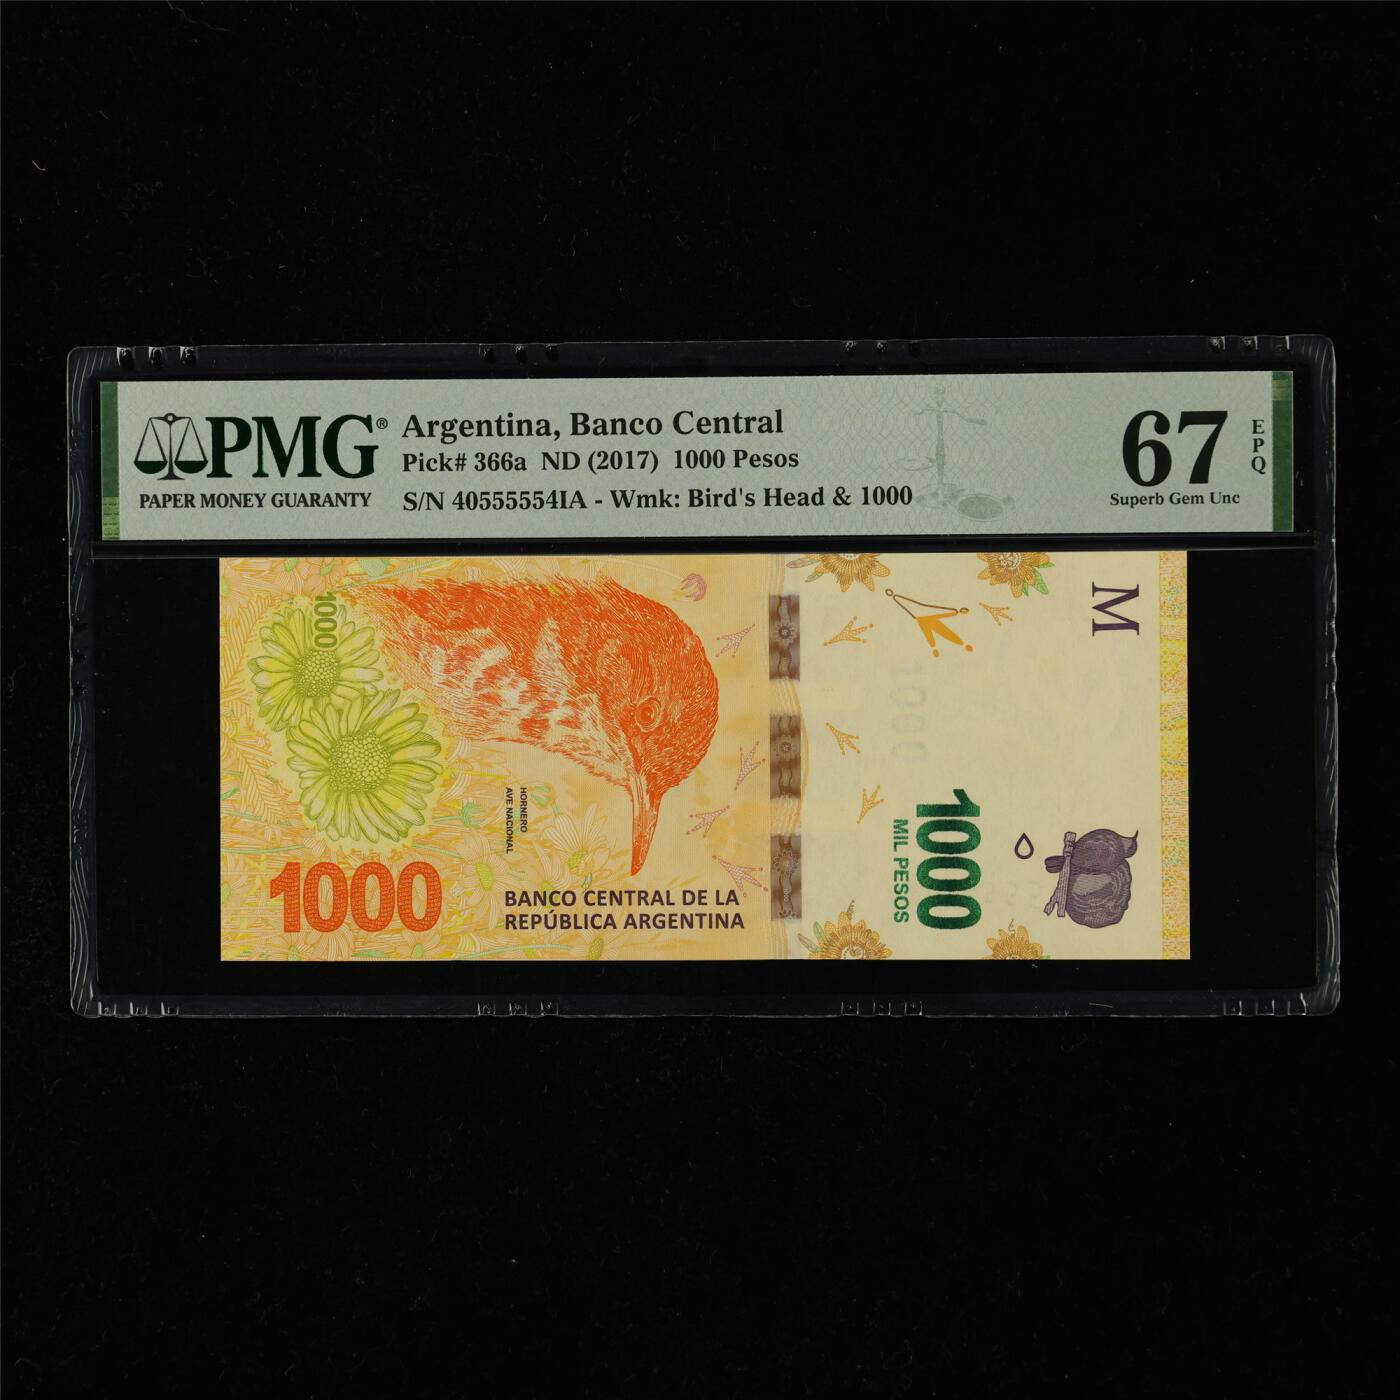 PMG®
PAPER MONEY GUARANTY
Argentina, Banco Central
Pick# 366a ND (2017) 1000 Pesos
S/N 40555554IA - Wmk: Bird's Head & 1000
67
EPQ
Superb Gem Unc
1000
HORNERO
AVE NACIONAL
1000
BANCO CENTRAL DE LA
REPÚBLICA ARGENTINA
1000
1000
MIL PESOS
M